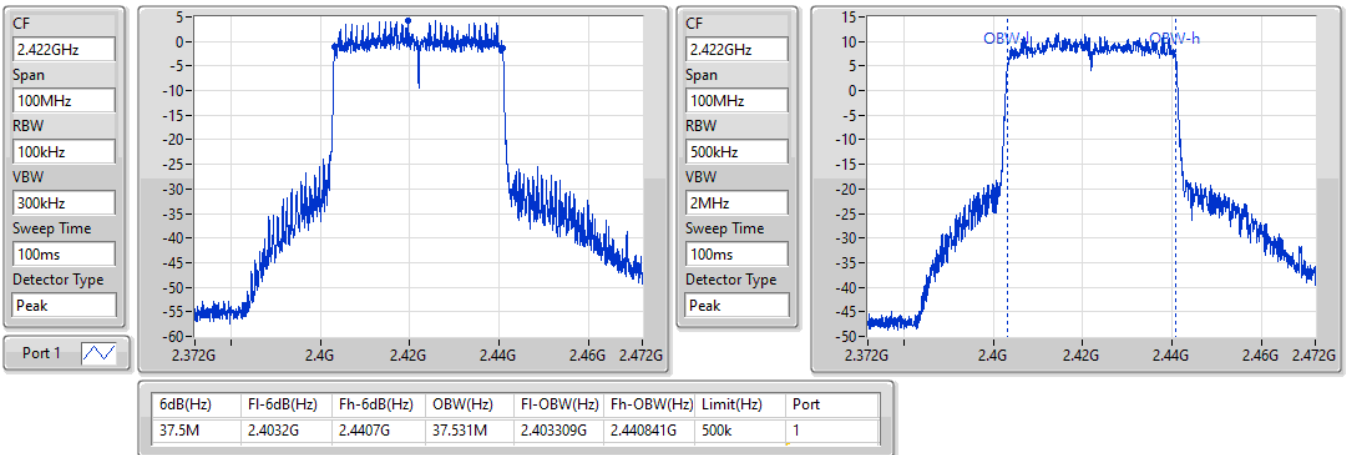 CF
2.422GHz
Span
100MHz
RBW
100kHz
VBW
300kHz
Sweep Time
100ms
Detector Type
Peak
Port 1
5
0
-5
-10
-15
-20
-25
-30
-35
-40
-45
-50
-55
-60
2.372G 2.4G 2.42G 2.44G 2.46G 2.472G
CF
2.422GHz
Span
100MHz
RBW
500kHz
VBW
2MHz
Sweep Time
100ms
Detector Type
Peak
15
10
5
0
-5
-10
-15
-20
-25
-30
-35
-40
-45
-50
OBW-h
2.372G 2.4G 2.42G 2.44G 2.46G 2.472G
6dB(Hz) Fl-6dB(Hz) Fh-6dB(Hz) OBW(Hz) Fl-OBW(Hz) Fh-OBW(Hz) Limit(Hz) Port
37.5M 2.4032G 2.4407G 37.531M 2.403309G 2.440841G 500k 1